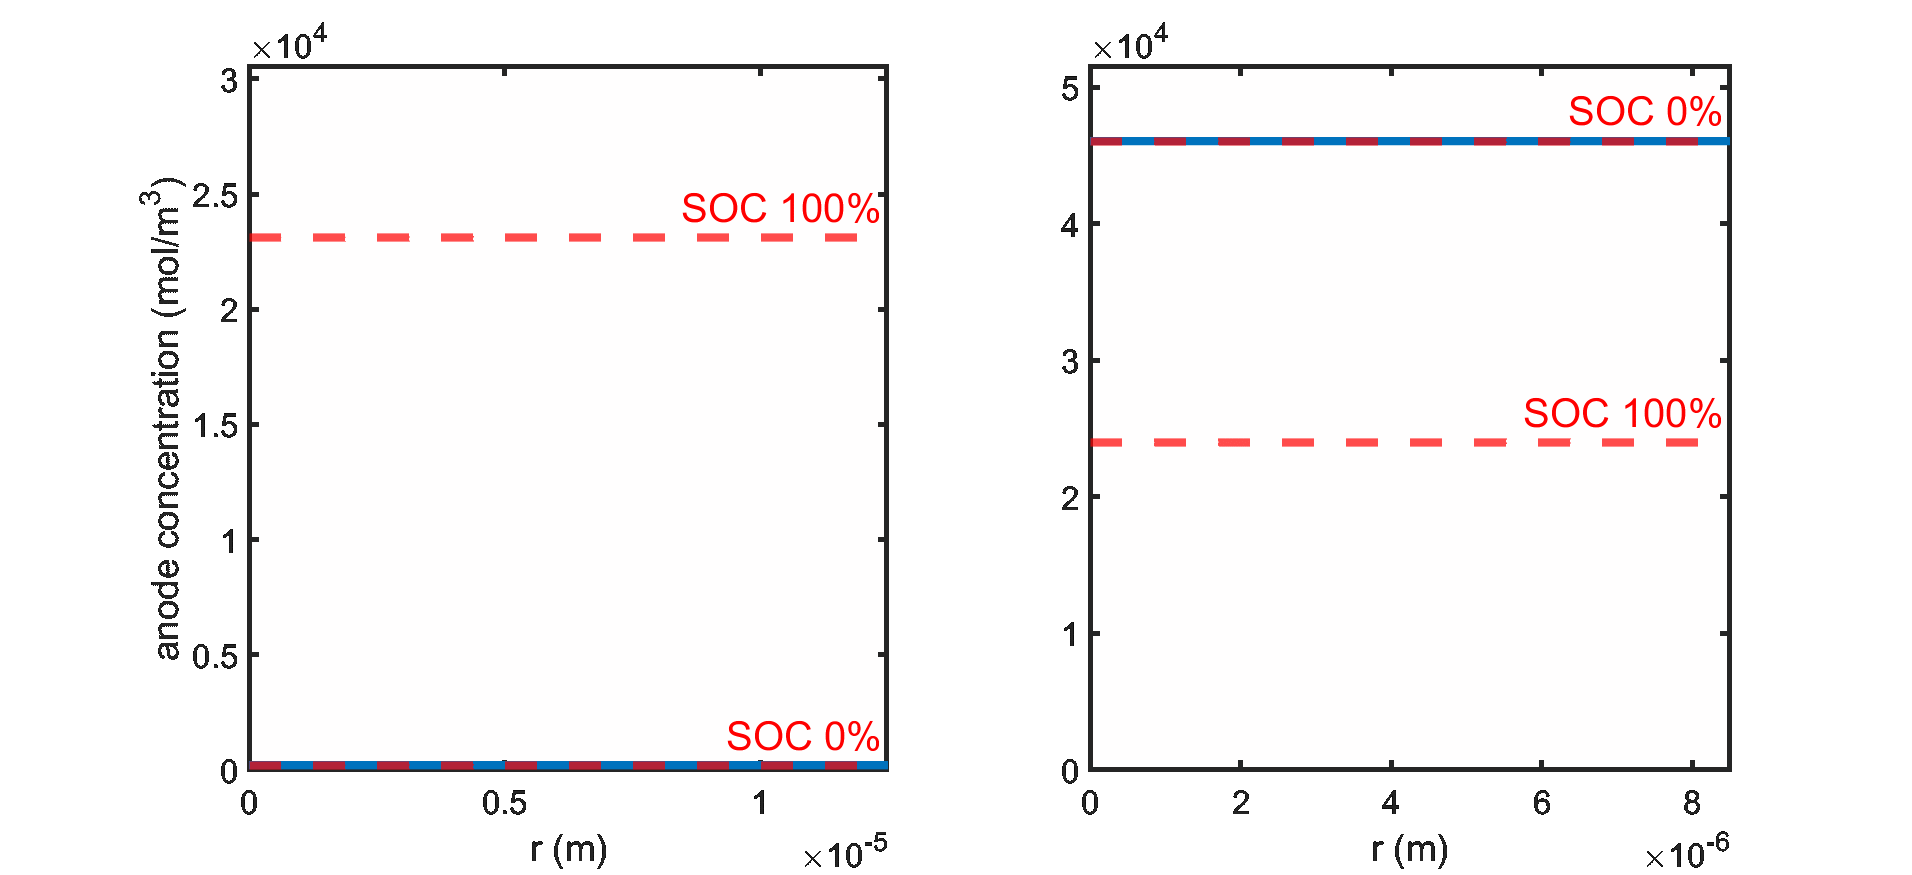 ×10⁴
3
2.5
2
1.5
1
0.5
0
anode concentration (mol/m³)
SOC 100%
SOC 0%
0 0.5 1
r (m)
×10⁻⁵
×10⁴
5
4
3
2
1
0
SOC 0%
SOC 100%
0 2 4 6 8
r (m)
×10⁻⁶